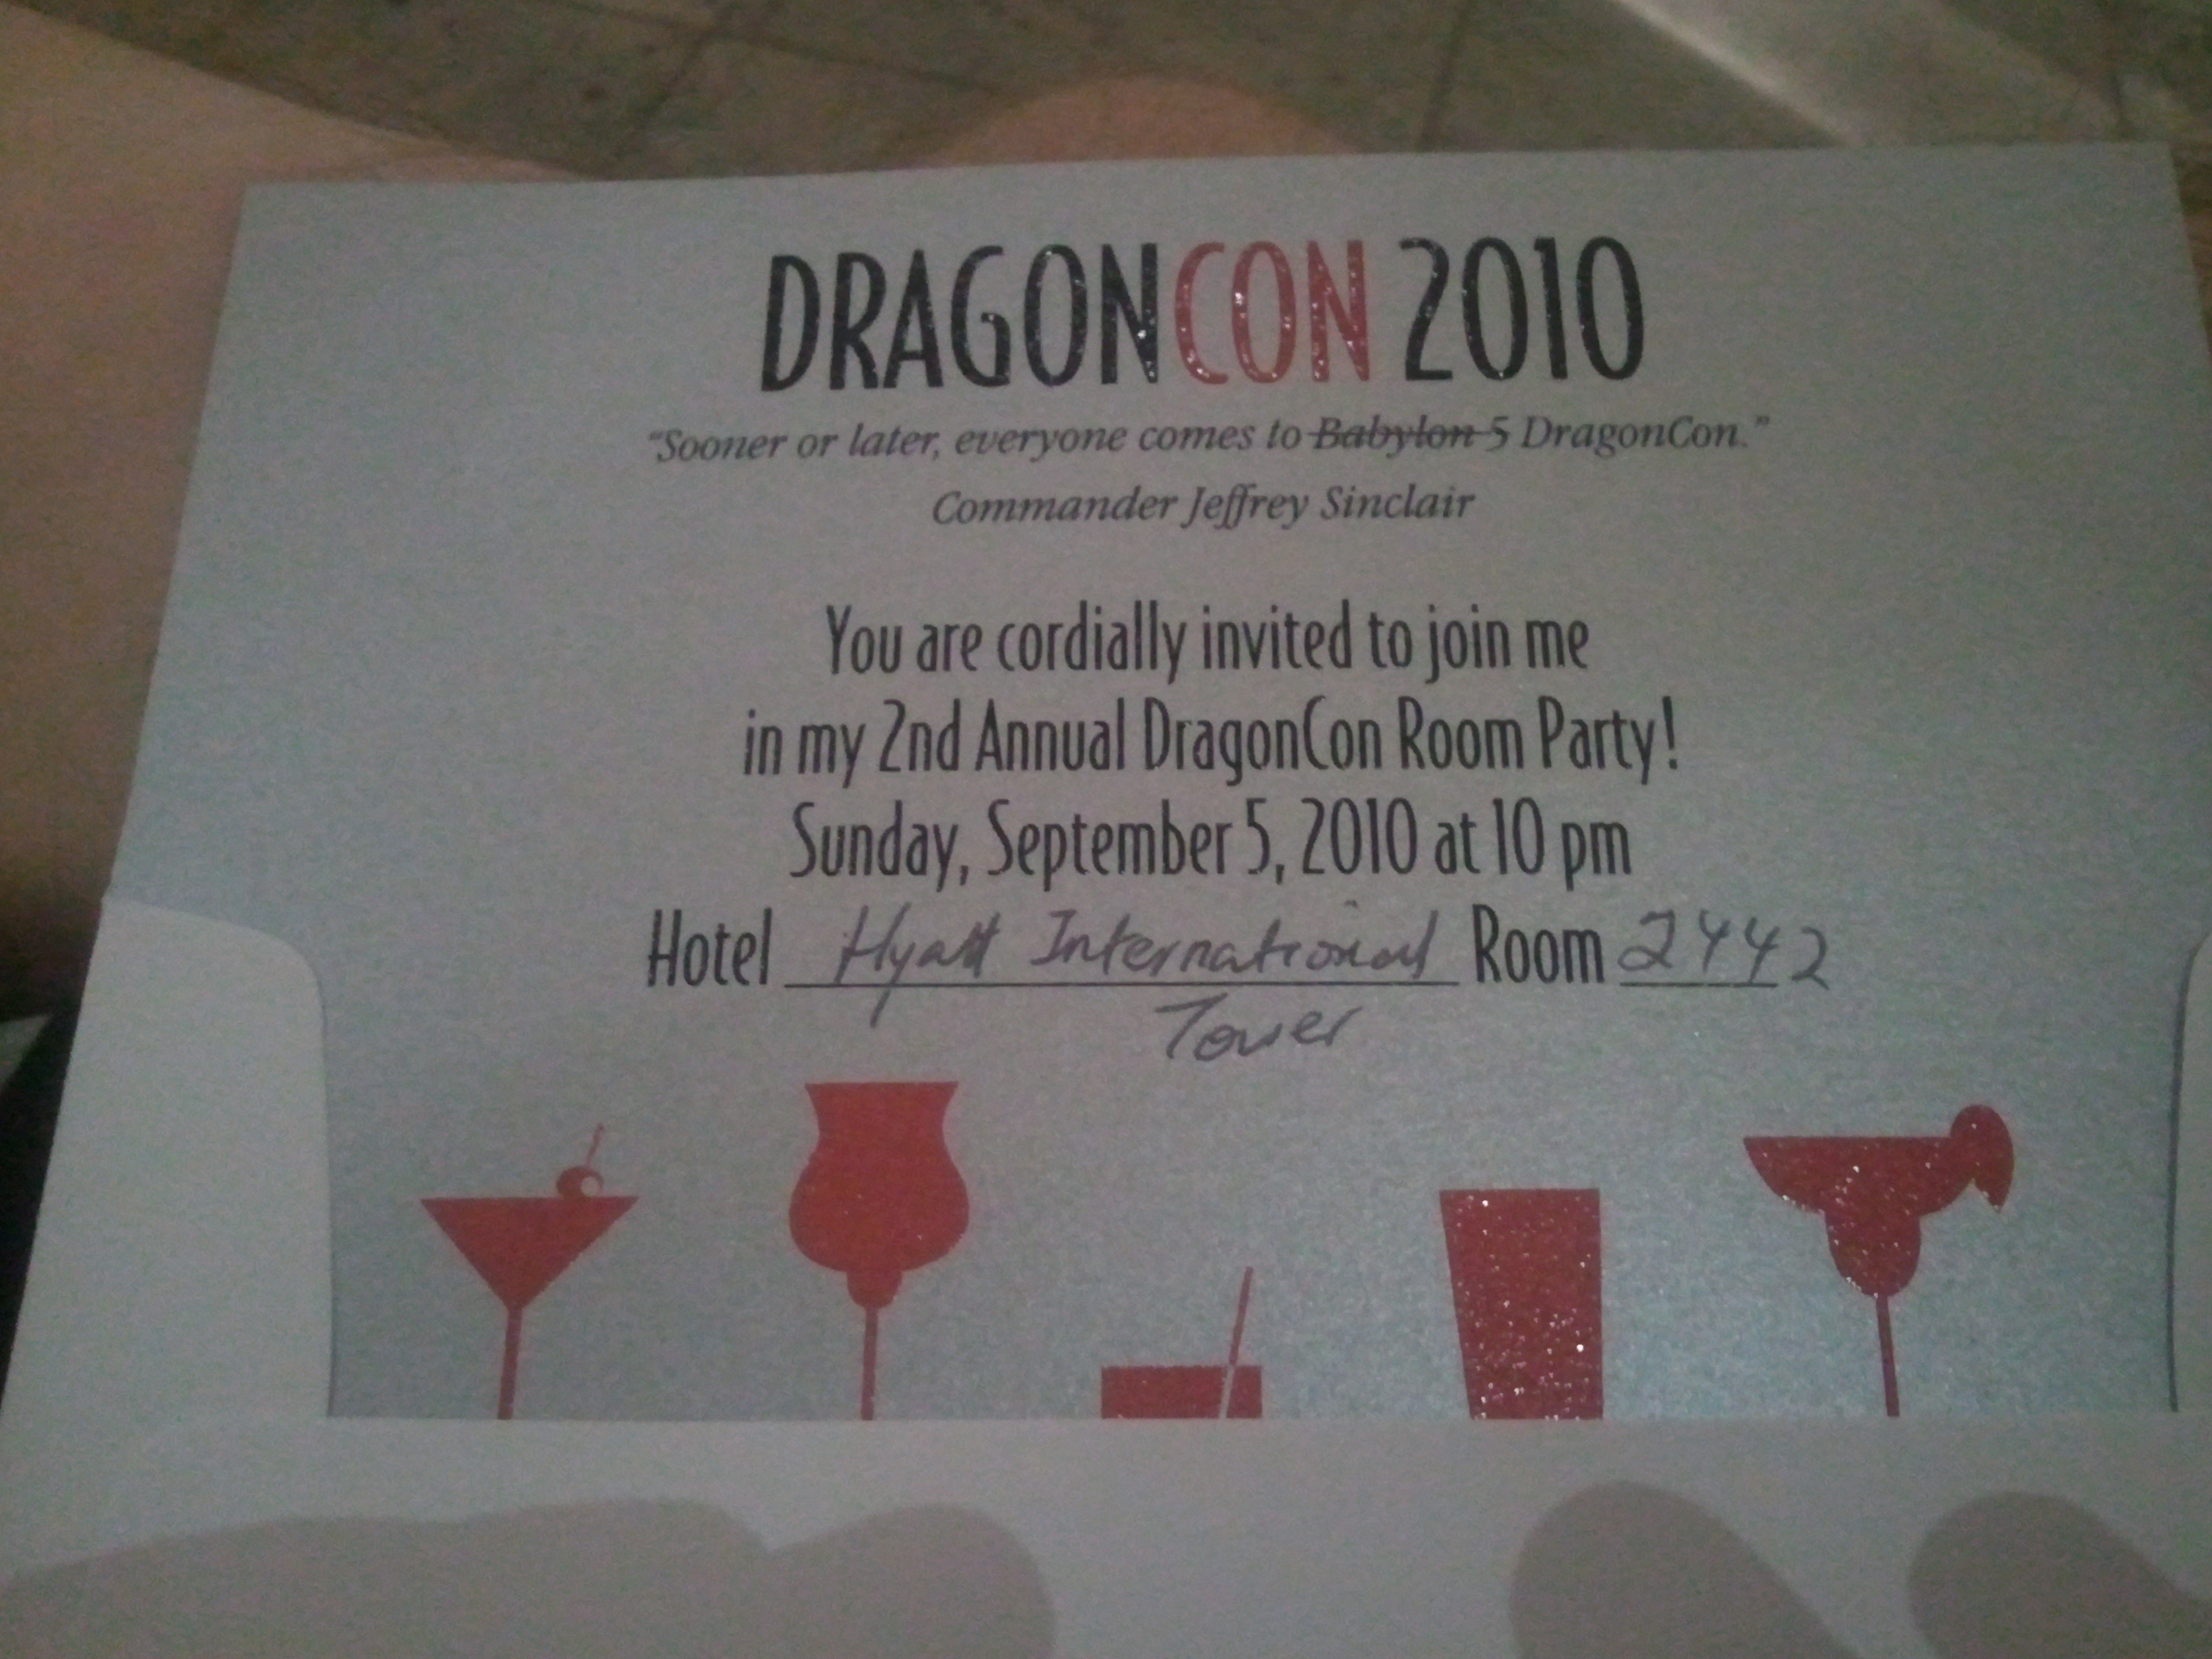 DRAGONCON 2010
"Sooner or later, everyone comes to Babylon 5 DragonCon."
Commander Jeffrey Sinclair
You are cordially invited to join me
in my 2nd Annual DragonCon Room Party!
Sunday, September 5, 2010 at 10 pm
Hotel Hyatt International Room 2442
Tower